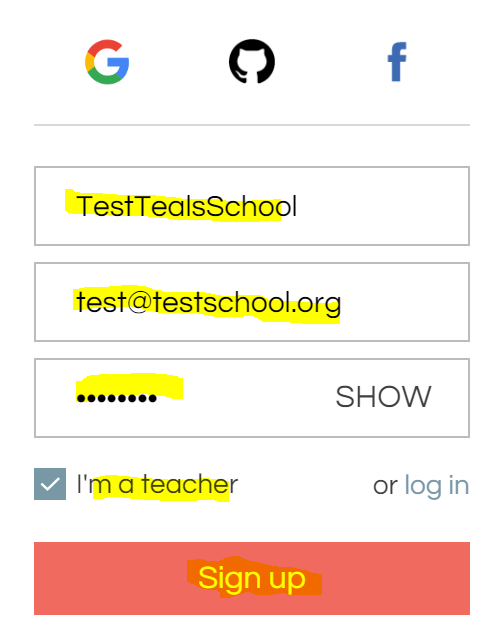 TestTealsSchool
test@testschool.org
•••••••• SHOW
I'm a teacher or log in
Sign up